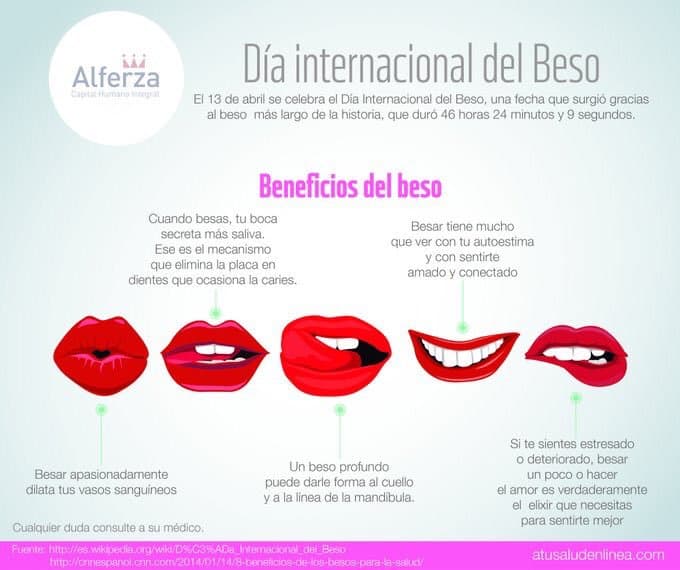 Alferza
Capital Humano Integral
Día internacional del Beso
El 13 de abril se celebra el Día Internacional del Beso, una fecha que surgió gracias
al beso más largo de la historia, que duró 46 horas 24 minutos y 9 segundos.
Beneficios del beso
Cuando besas, tu boca
secreta más saliva.
Ese es el mecanismo
que elimina la placa en
dientes que ocasiona la caries.
Besar tiene mucho
que ver con tu autoestima
y con sentirte
amado y conectado
Besar apasionadamente
dilata tus vasos sanguíneos
Un beso profundo
puede darle forma al cuello
y a la línea de la mandíbula.
Si te sientes estresado
o deteriorado, besar
un poco o hacer
el amor es verdaderamente
el elixir que necesitas
para sentirte mejor
Cualquier duda consulte a su médico.
Fuente: http://es.wikipedia.org/wiki/D%C3%ADa_Internacional_del_Beso
http://cnnespanol.cnn.com/2014/01/14/8-beneficios-de-los-besos-para-la-salud/
atusaludenlinea.com